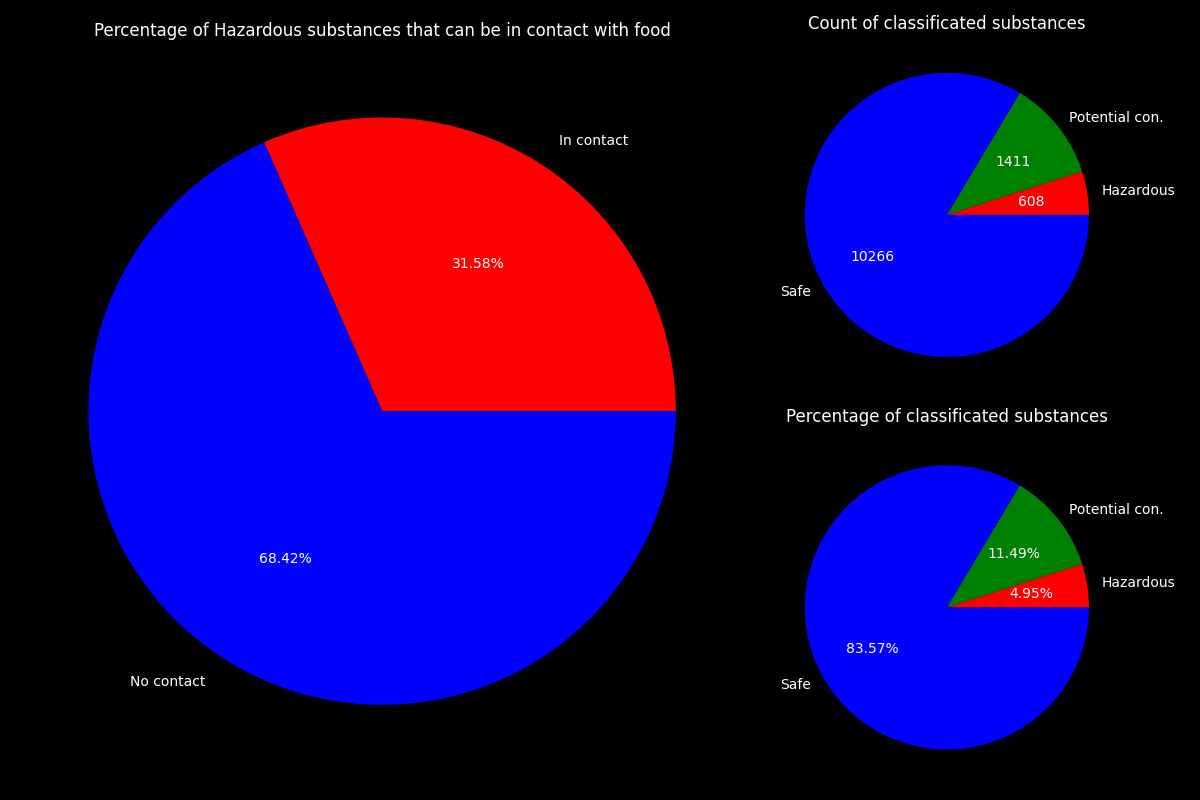 Percentage of Hazardous substances that can be in contact with food
In contact
31.58%
68.42%
No contact
Count of classificated substances
Potential con.
1411
Hazardous
608
10266
Safe
Percentage of classificated substances
Potential con.
11.49%
Hazardous
4.95%
83.57%
Safe